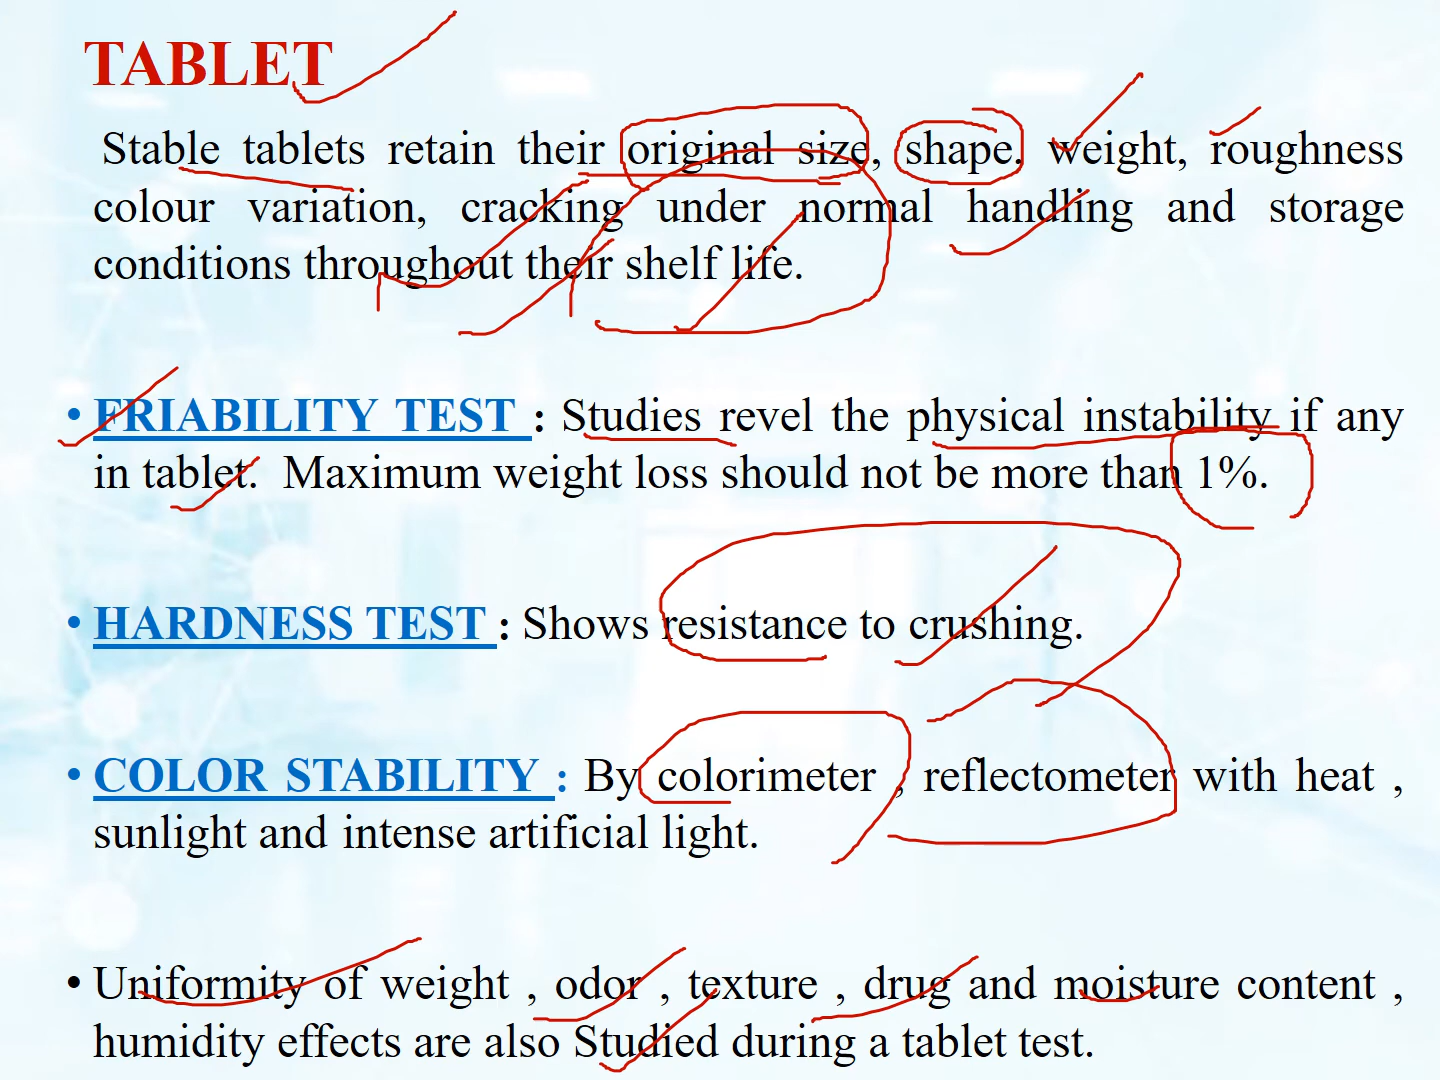 TABLET
Stable tablets retain their original size, shape, weight, roughness
colour variation, cracking under normal handling and storage
conditions throughout their shelf life.
• FRIABILITY TEST : Studies revel the physical instability if any
in tablet. Maximum weight loss should not be more than 1%.
• HARDNESS TEST : Shows resistance to crushing.
• COLOR STABILITY : By colorimeter , reflectometer with heat ,
sunlight and intense artificial light.
• Uniformity of weight , odor , texture , drug and moisture content ,
humidity effects are also Studied during a tablet test.